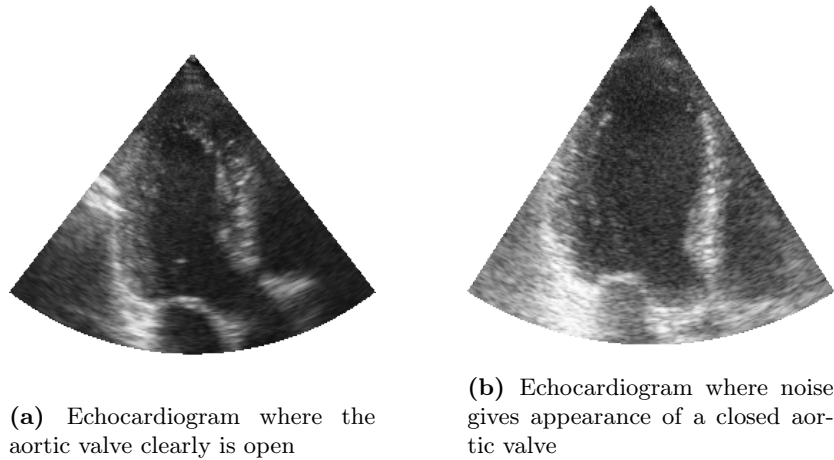 (a) Echocardiogram where the
aortic valve clearly is open
(b) Echocardiogram where noise
gives appearance of a closed aor-
tic valve